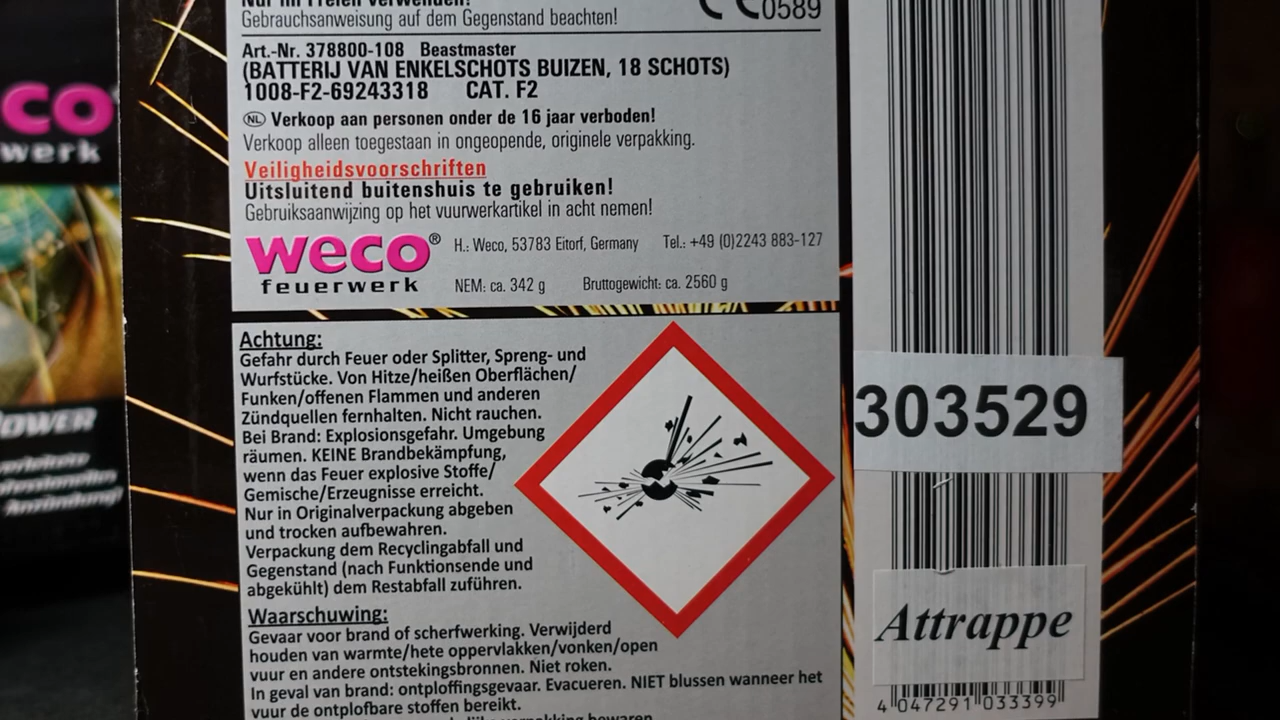 co
werk
OWER
Nur im Freien verwenden!
Gebrauchsanweisung auf dem Gegenstand beachten!
CE 0589
Art.-Nr. 378800-108 Beastmaster
(BATTERIJ VAN ENKELSCHOTS BUIZEN, 18 SCHOTS)
1008-F2-69243318 CAT. F2
NL Verkoop aan personen onder de 16 jaar verboden!
Verkoop alleen toegestaan in ongeopende, originele verpakking.
Veiligheidsvoorschriften
Uitsluitend buitenshuis te gebruiken!
Gebruiksaanwijzing op het vuurwerkartikel in acht nemen!
weco®
feuerwerk
H.: Weco, 53783 Eitorf, Germany Tel.: +49 (0)2243 883-127
NEM: ca. 342 g Bruttogewicht: ca. 2560 g
Achtung:
Gefahr durch Feuer oder Splitter, Spreng- und
Wurfstücke. Von Hitze/heißen Oberflächen/
Funken/offenen Flammen und anderen
Zündquellen fernhalten. Nicht rauchen.
Bei Brand: Explosionsgefahr. Umgebung
räumen. KEINE Brandbekämpfung,
wenn das Feuer explosive Stoffe/
Gemische/Erzeugnisse erreicht.
Nur in Originalverpackung abgeben
und trocken aufbewahren.
Verpackung dem Recyclingabfall und
Gegenstand (nach Funktionsende und
abgekühlt) dem Restabfall zuführen.
Waarschuwing:
Gevaar voor brand of scherfwerking. Verwijderd
houden van warmte/hete oppervlakken/vonken/open
vuur en andere ontstekingsbronnen. Niet roken.
In geval van brand: ontploffingsgevaar. Evacueren. NIET blussen wanneer het
vuur de ontplofbare stoffen bereikt.
303529
Attrappe
4 047291 033399